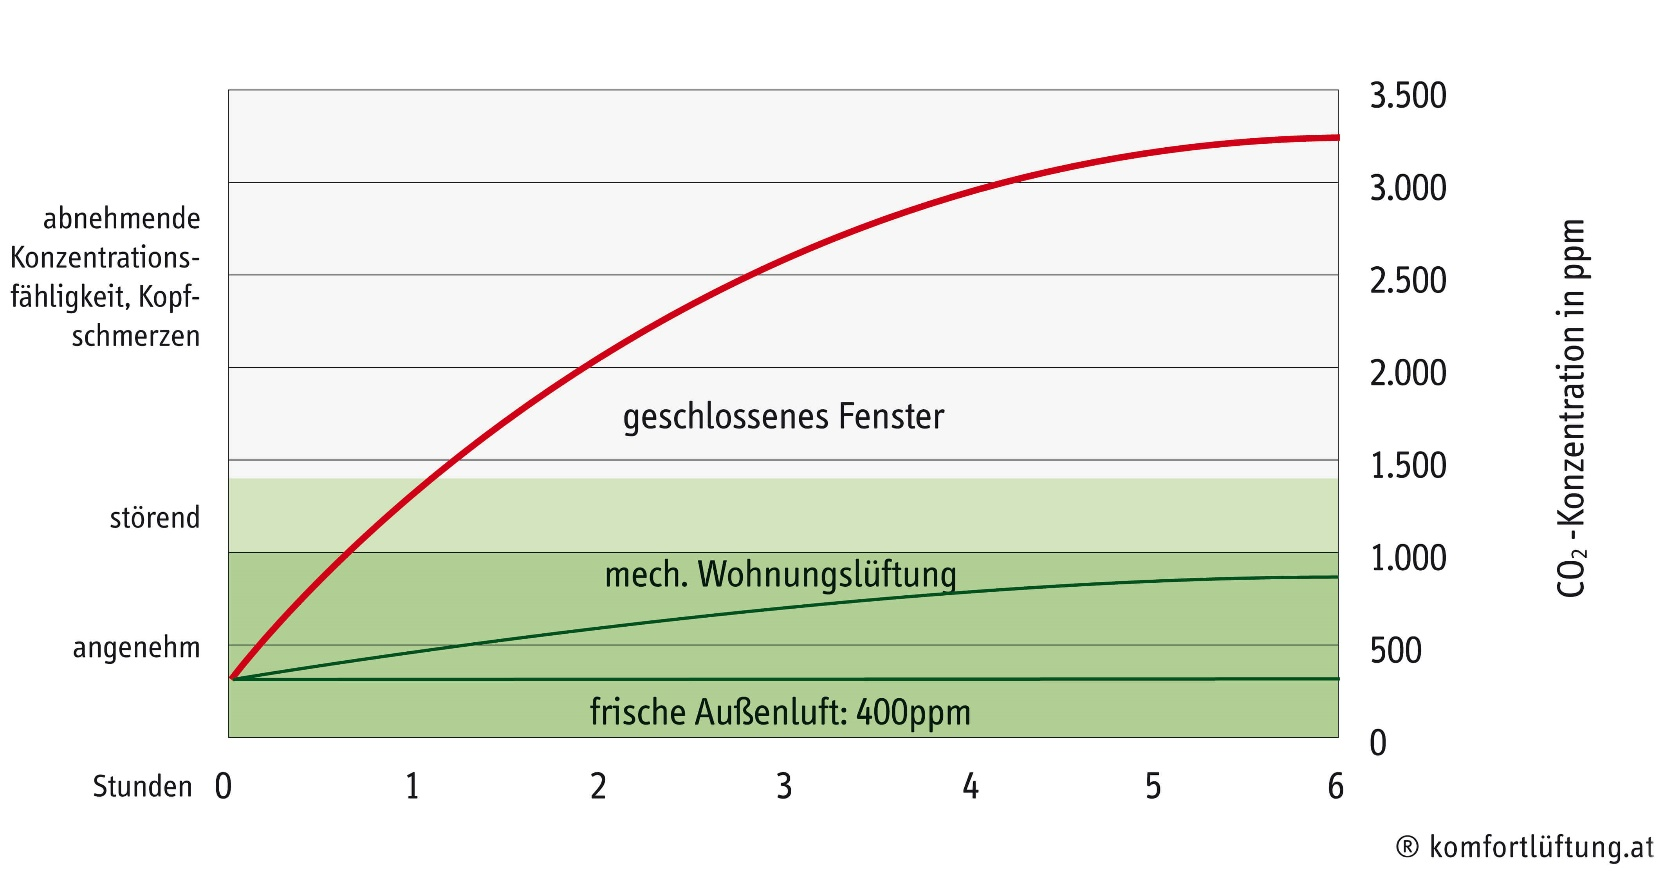 3.500
3.000
abnehmende
Konzentrations-
fähligkeit, Kopf-
schmerzen
2.500
2.000
geschlossenes Fenster
1.500
störend
1.000
mech. Wohnungslüftung
angenehm
500
frische Außenluft: 400ppm
0
CO₂ -Konzentration in ppm
Stunden 0 1 2 3 4 5 6
® komfortlüftung.at